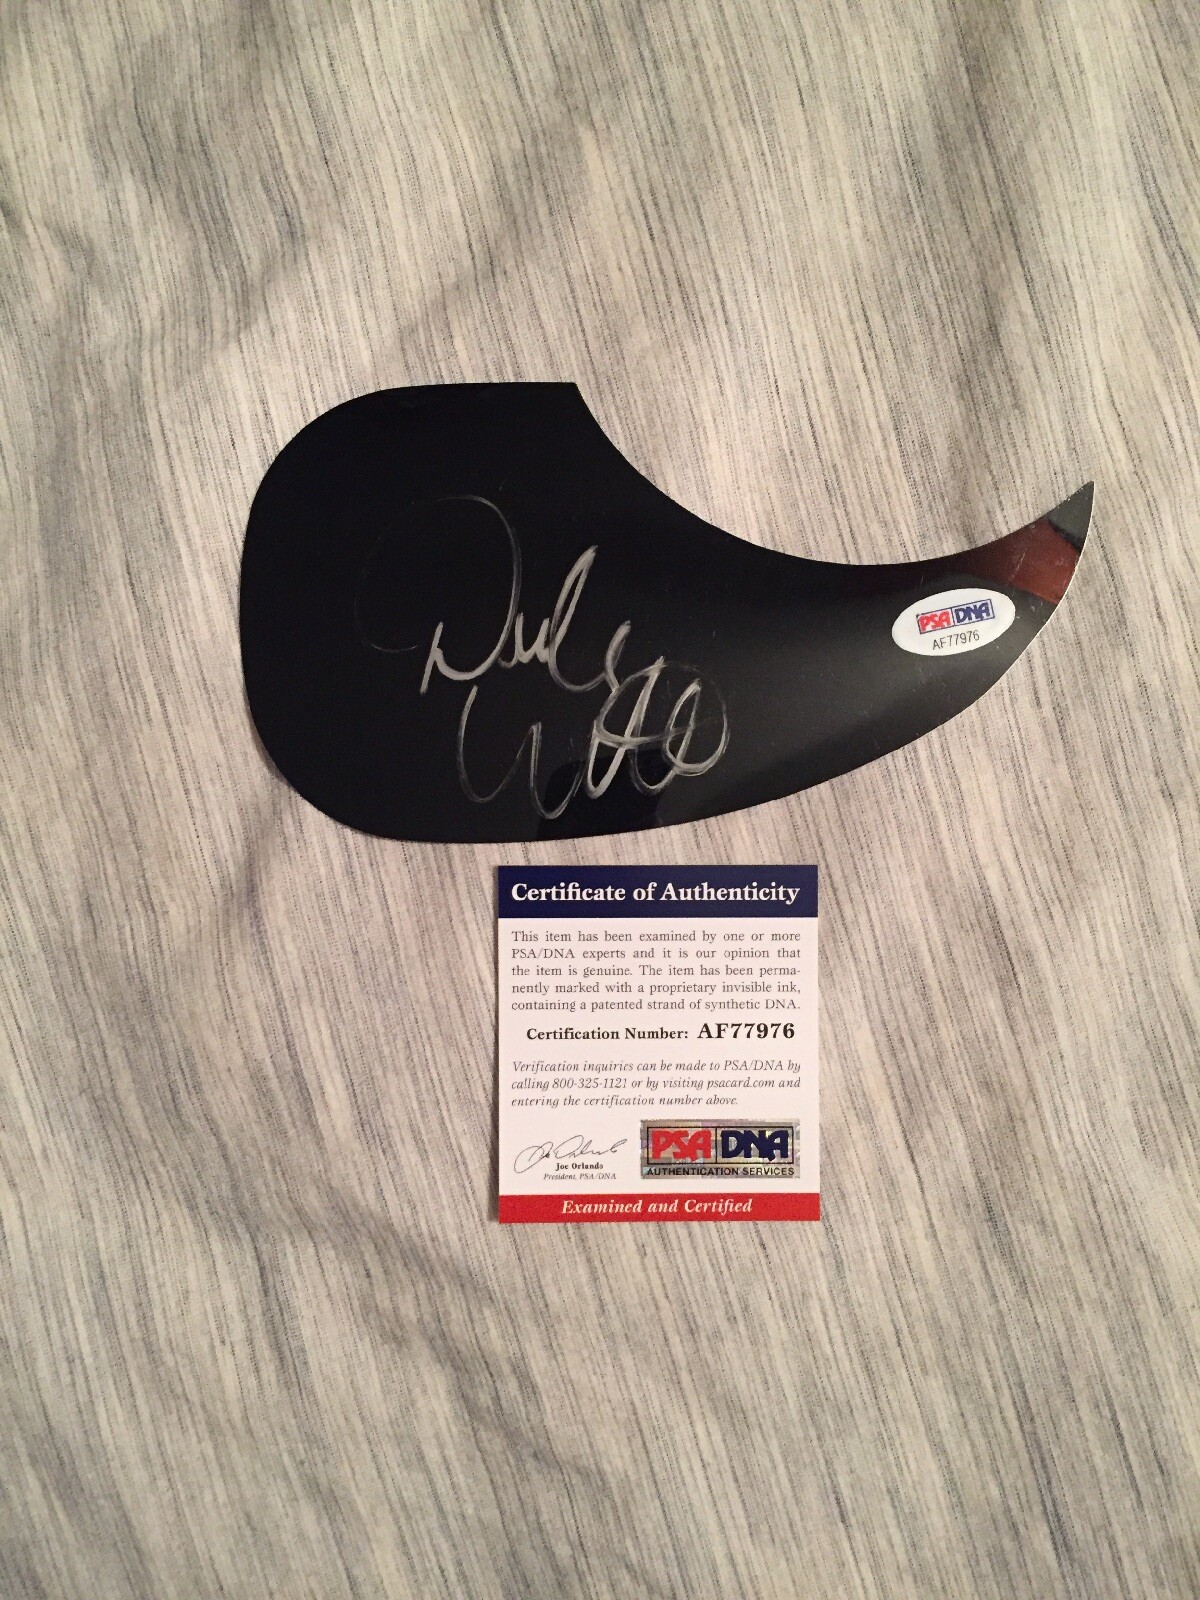 PSA DNA
AF77976
Certificate of Authenticity
This item has been examined by one or more
PSA/DNA experts and it is our opinion that
the item is genuine. The item has been perma-
nently marked with a proprietary invisible ink,
containing a patented strand of synthetic DNA.
Certification Number: AF77976
Verification inquiries can be made to PSA/DNA by
calling 800-325-1121 or by visiting psacard.com and
entering the certification number above.
Joe Orlando
President, PSA/DNA
PSA DNA
AUTHENTICATION SERVICES
Examined and Certified